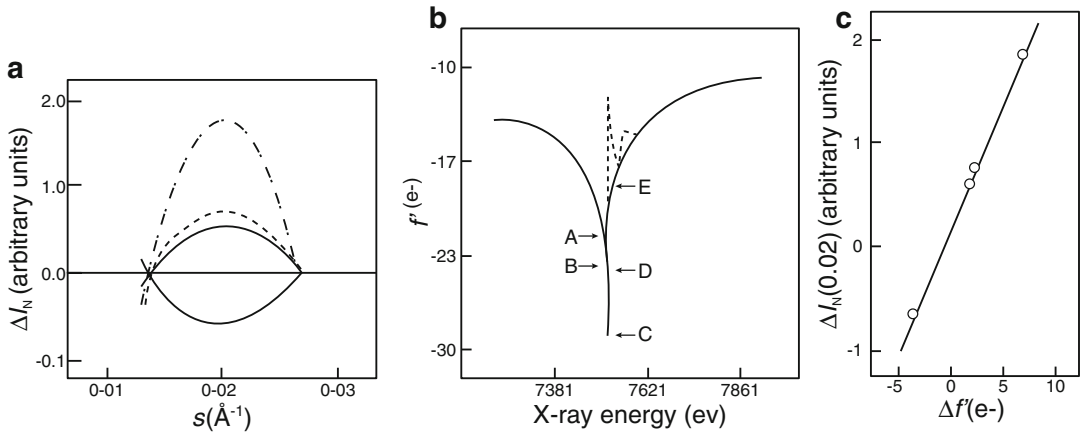 a
2.0
1.0
0.0
-0.1
ΔI_N (arbitrary units)
0-01
0-02
0-03
s(Å-1)
b
-10
-17
-23
-30
f' (e-)
A
B
C
D
E
7381
7621
7861
X-ray energy (ev)
c
2
1
0
-1
ΔI_N(0.02) (arbitrary units)
-5
0
5
10
Δf'(e-)